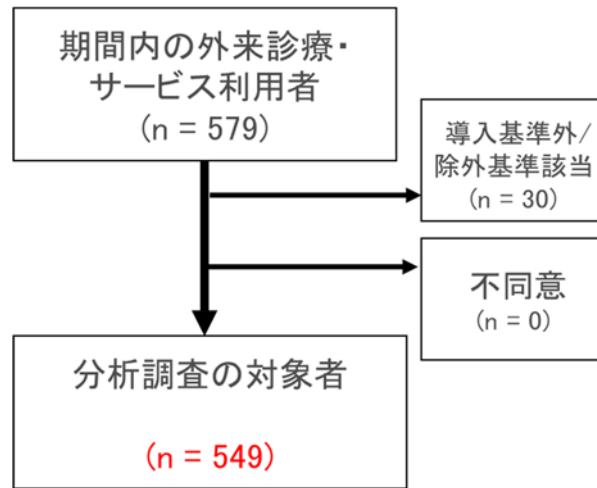 期間内の外来診療・
サービス利用者
(n = 579)
導入基準外/
除外基準該当
(n = 30)
不同意
(n = 0)
分析調査の対象者
(n = 549)